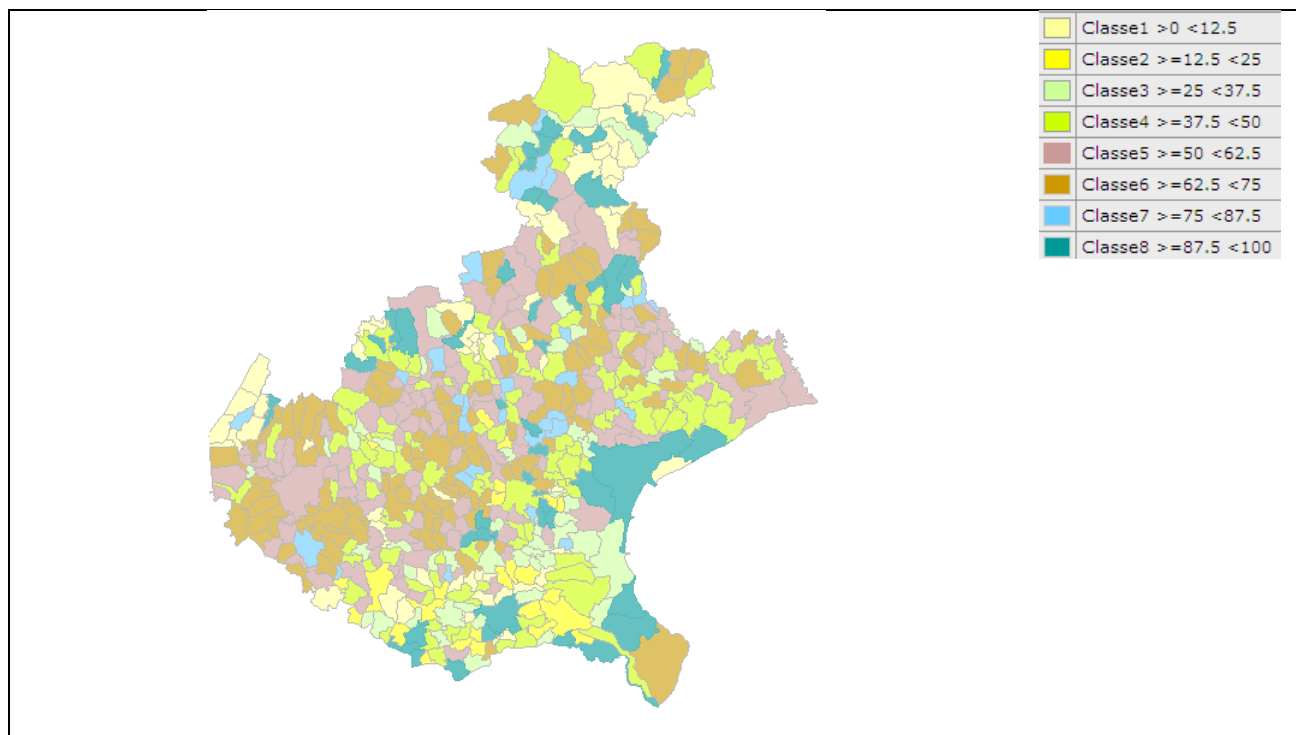 Classe1 >0 <12.5
Classe2 >=12.5 <25
Classe3 >=25 <37.5
Classe4 >=37.5 <50
Classe5 >=50 <62.5
Classe6 >=62.5 <75
Classe7 >=75 <87.5
Classe8 >=87.5 <100